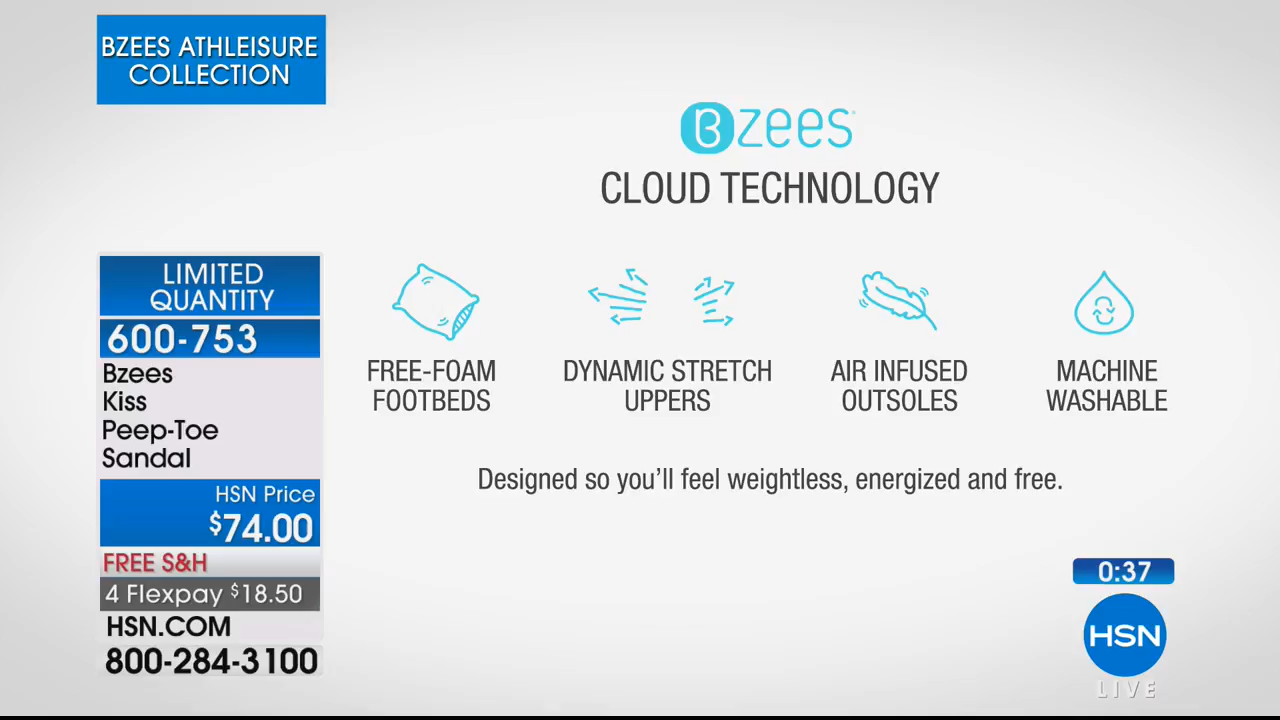 BZEES ATHLEISURE
COLLECTION
Bzees
CLOUD TECHNOLOGY
LIMITED
QUANTITY
600-753
Bzees
Kiss
Peep-Toe
Sandal
HSN Price
$74.00
FREE S&H
4 Flexpay $18.50
HSN.COM
800-284-3100
FREE-FOAM
FOOTBEDS
DYNAMIC STRETCH
UPPERS
AIR INFUSED
OUTSOLES
MACHINE
WASHABLE
Designed so you’ll feel weightless, energized and free.
0:37
HSN
LIVE